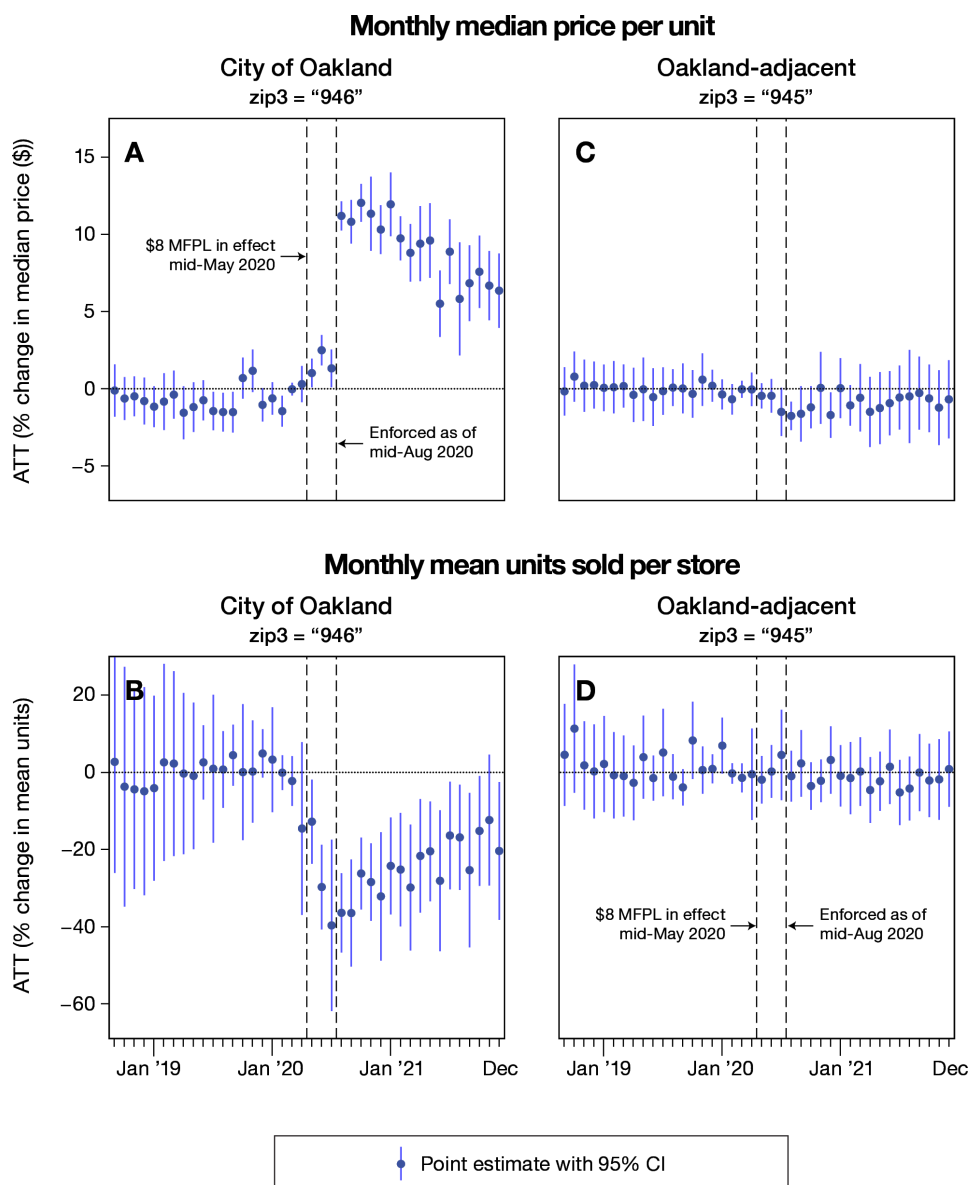 Monthly median price per unit
City of Oakland
zip3 = “946”
Oakland-adjacent
zip3 = “945”
ATT (% change in median price ($))
15
10
5
0
−5
A
$8 MFPL in effect
mid-May 2020
Enforced as of
mid-Aug 2020
C
Monthly mean units sold per store
City of Oakland
zip3 = “946”
Oakland-adjacent
zip3 = “945”
ATT (% change in mean units)
20
0
−20
−40
−60
B
D
$8 MFPL in effect
mid-May 2020
Enforced as of
mid-Aug 2020
Jan ’19
Jan ’20
Jan ’21
Dec
Jan ’19
Jan ’20
Jan ’21
Dec
Point estimate with 95% CI